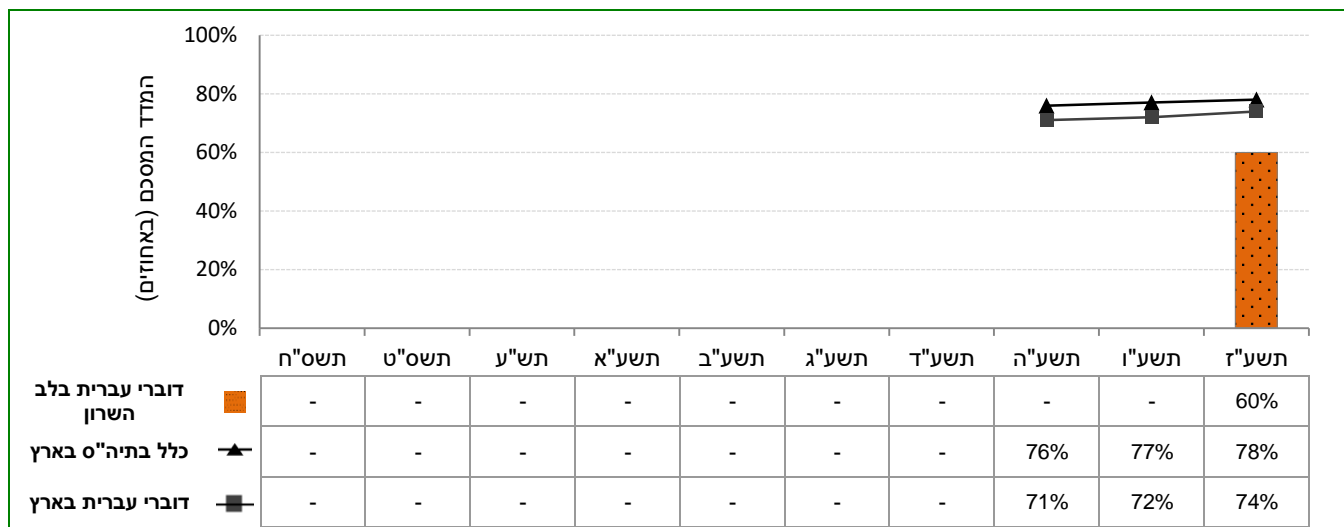 100%
80%
60%
40%
20%
0%
המדד המסכם (באחוזים)
תשס"ח תשס"ט תש"ע תשע"א תשע"ב תשע"ג תשע"ד תשע"ה תשע"ו תשע"ז
דוברי עברית בלב
השרון
- - - - - - - - - 60%
כלל בתיה"ס בארץ - - - - - - - 76% 77% 78%
דוברי עברית בארץ - - - - - - - 71% 72% 74%